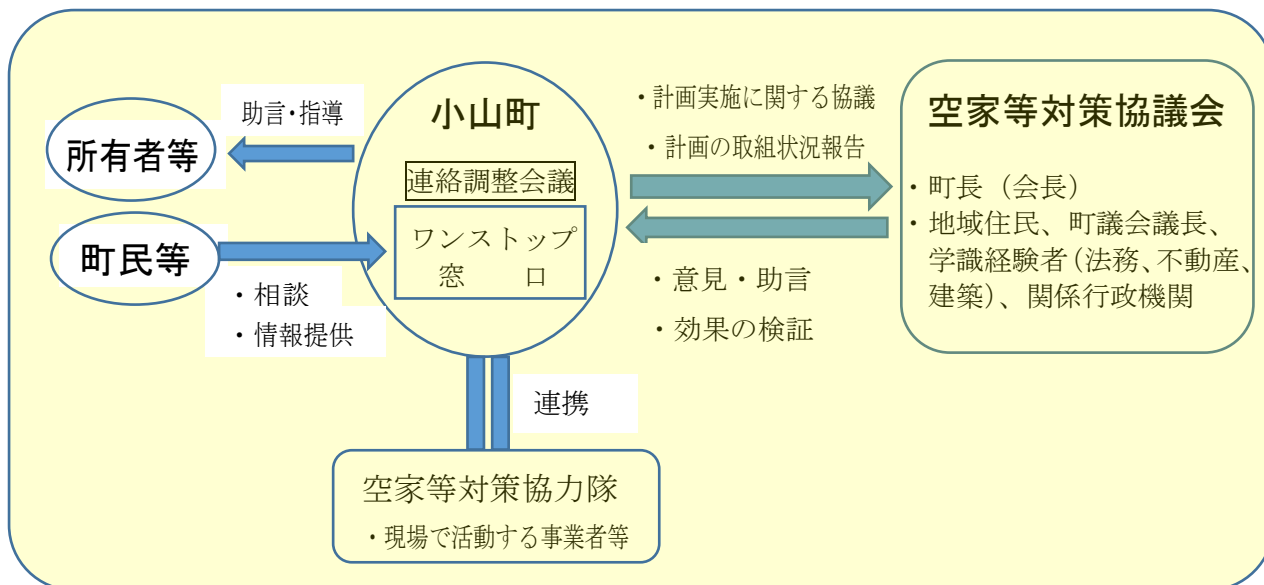 助言・指導
所有者等
町民等
・相談
・情報提供
小山町
連絡調整会議
ワンストップ
窓　　口
・計画実施に関する協議
・計画の取組状況報告
・意見・助言
・効果の検証
空家等対策協議会
・町長（会長）
・地域住民、町議会議長、
学識経験者（法務、不動産、
建築）、関係行政機関
連携
空家等対策協力隊
・現場で活動する事業者等